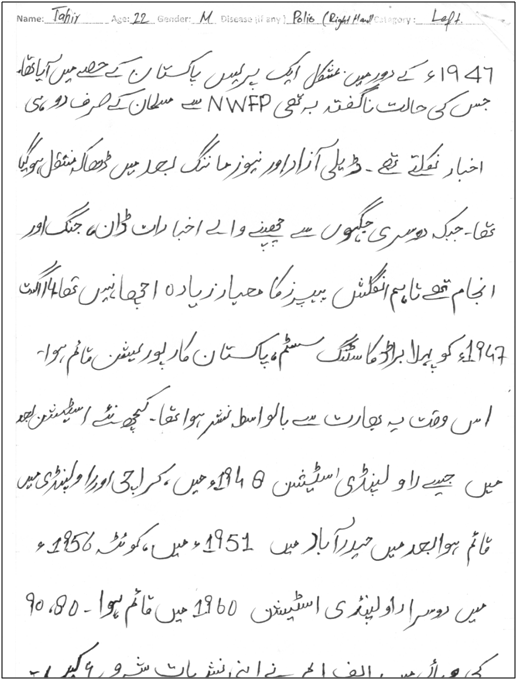 Name: Tahir Age: 22 Gender: M Disease (if any) Polio (Right Hand) Category: Left
1947ء کے دور میں بمشکل ایک پریس پاکستان کے حصے میں آیا تھا۔
جس کی حالت ناگفتہ بہ تھی NWFP سے مسلمان کے صرف دو ہی
اخبار نکلتے تھے۔ ڈیلی آزاد اور نیوز مارننگ بعد میں ڈھاکہ منتقل ہو گیا
تھا۔ جبکہ دوسری جگہوں سے چھپنے والے اخبارات ڈان، جنگ اور
انجام تھے تاہم انگلش پیپرز کا معیار زیادہ اچھا نہیں تھا۔ 14 اگست
1947ء کو پہلا براڈ کاسٹنگ سسٹم، پاکستان کارپوریشن قائم ہوا۔
اس وقت یہ بھارت سے بالواسطہ نشر ہوا تھا۔ کچھ نئے اسٹیشن بعد
میں جیسے راولپنڈی اسٹیشن 1948ء میں، کراچی اور راولپنڈی میں
قائم ہوا بعد میں حیدرآباد میں 1951ء میں، کوئٹہ 1956ء
میں دوسرا راولپنڈی اسٹیشن 1960 میں قائم ہوا۔ 80، 90